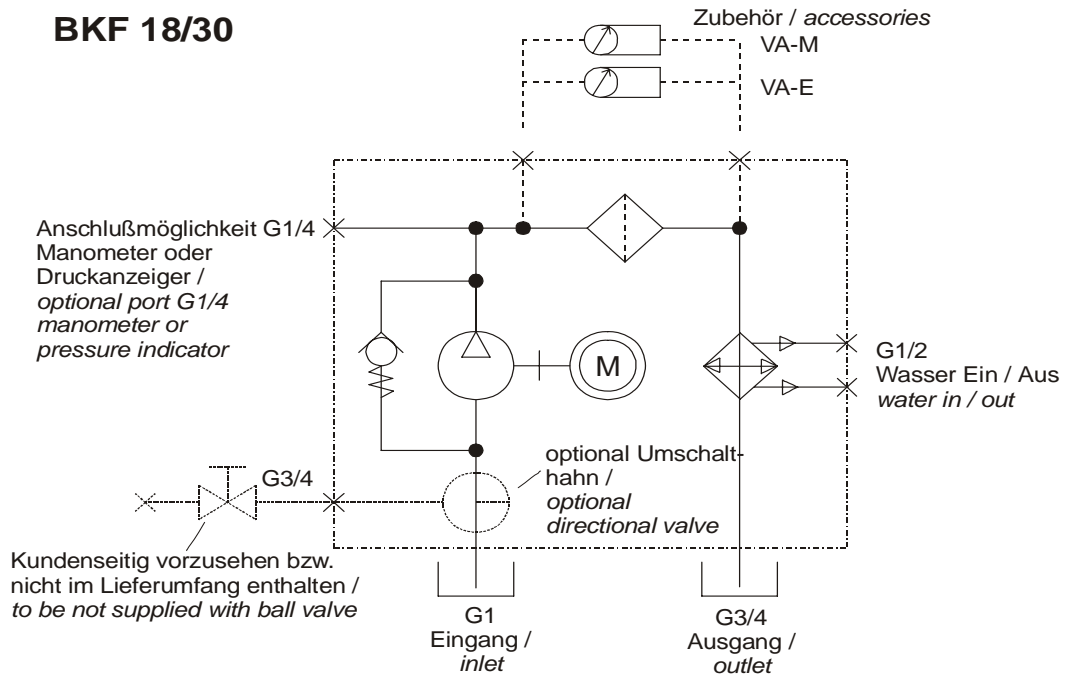 BKF 18/30
Zubehör / accessories
VA-M
VA-E
Anschlußmöglichkeit G1/4
Manometer oder
Druckanzeiger /
optional port G1/4
manometer or
pressure indicator
M
G1/2
Wasser Ein / Aus
water in / out
optional Umschalt-
hahn /
optional
directional valve
G3/4
Kundenseitig vorzusehen bzw.
nicht im Lieferumfang enthalten /
to be not supplied with ball valve
G1
Eingang /
inlet
G3/4
Ausgang /
outlet